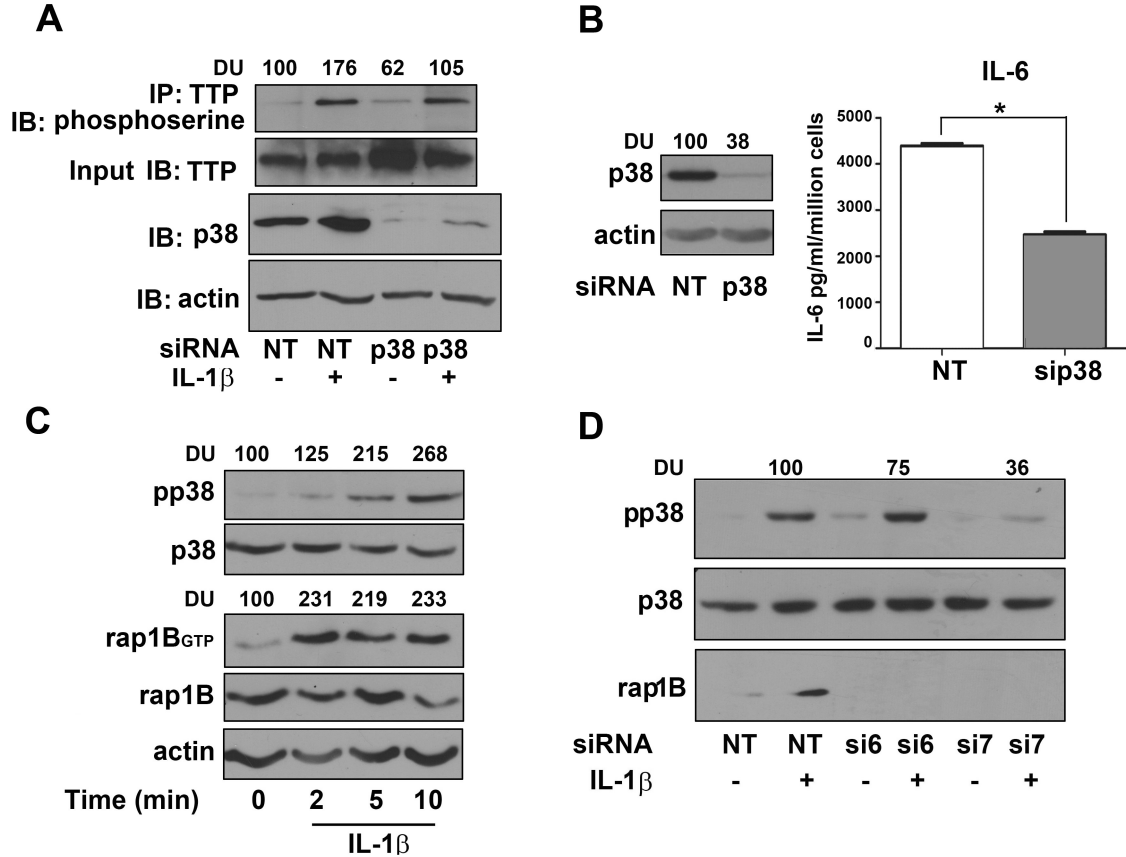 A
DU 100 176 62 105
IP: TTP
IB: phosphoserine
Input IB: TTP
IB: p38
IB: actin
siRNA NT NT p38 p38
IL-1β - + - +
B
DU 100 38
p38
actin
siRNA NT p38
IL-6
IL-6 pg/ml/million cells
5000
4000
3000
2000
1000
0
*
NT sip38
C
DU 100 125 215 268
pp38
p38
DU 100 231 219 233
rap1BGTP
rap1B
actin
Time (min) 0 2 5 10
IL-1β
D
DU 100 75 36
pp38
p38
rap1B
siRNA NT NT si6 si6 si7 si7
IL-1β - + - + - +